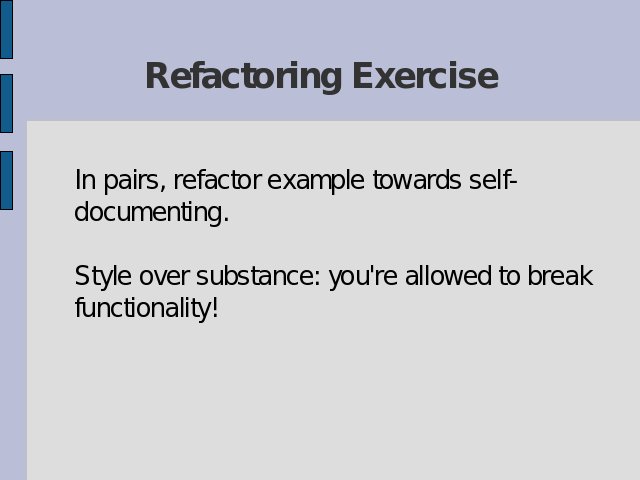 Refactoring Exercise
In pairs, refactor example towards self-
documenting.
Style over substance: you're allowed to break
functionality!